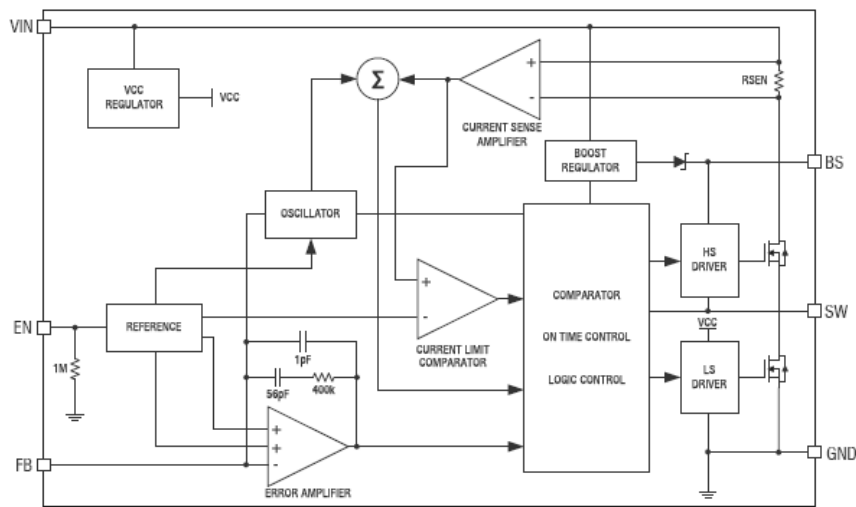 VIN
VCC
REGULATOR
VCC
Σ
+
-
CURRENT SENSE
AMPLIFIER
RSEN
BOOST
REGULATOR
BS
OSCILLATOR
HS
DRIVER
+
-
CURRENT LIMIT
COMPARATOR
COMPARATOR
ON TIME CONTROL
LOGIC CONTROL
EN
REFERENCE
1M
SW
VCC
LS
DRIVER
1pF
56pF
400k
+
+
-
ERROR AMPLIFIER
FB
GND